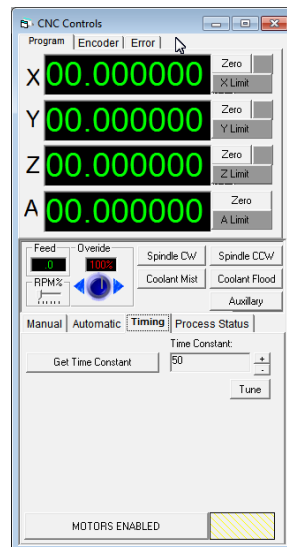 CNC Controls
Program Encoder Error
X 00.000000 Zero
X Limit
Y 00.000000 Zero
Y Limit
Z 00.000000 Zero
Z Limit
A 00.000000 Zero
A Limit
Feed Overide Spindle CW Spindle CCW
.0 100%
RPM% Coolant Mist Coolant Flood
Auxillary
Manual Automatic Timing Process Status
Time Constant:
Get Time Constant 50 + -
Tune
MOTORS ENABLED